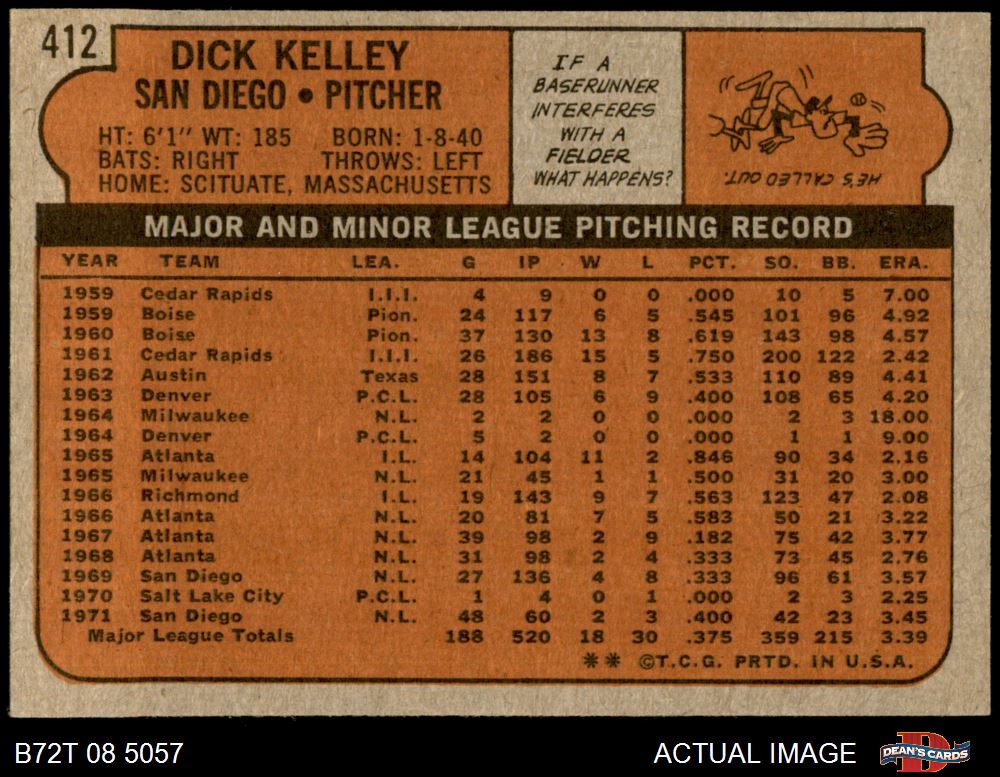 412
DICK KELLEY
SAN DIEGO • PITCHER
HT: 6'1" WT: 185 BORN: 1-8-40
BATS: RIGHT THROWS: LEFT
HOME: SCITUATE, MASSACHUSETTS
IF A
BASERUNNER
INTERFERES
WITH A
FIELDER
WHAT HAPPENS?
HE'S CALLED OUT.
MAJOR AND MINOR LEAGUE PITCHING RECORD
YEAR TEAM LEA. G IP W L PCT. SO. BB. ERA.
1959 Cedar Rapids I.I.I. 4 9 0 0 .000 10 5 7.00
1959 Boise Pion. 24 117 6 5 .545 101 96 4.92
1960 Boise Pion. 37 130 13 8 .619 143 98 4.57
1961 Cedar Rapids I.I.I. 26 186 15 5 .750 200 122 2.42
1962 Austin Texas 28 151 8 7 .533 110 89 4.41
1963 Denver P.C.L. 28 105 6 9 .400 108 65 4.20
1964 Milwaukee N.L. 2 2 0 0 .000 2 3 18.00
1964 Denver P.C.L. 5 2 0 0 .000 1 1 9.00
1965 Atlanta I.L. 14 104 11 2 .846 90 34 2.16
1965 Milwaukee N.L. 21 45 1 1 .500 31 20 3.00
1966 Richmond I.L. 19 143 9 7 .563 123 47 2.08
1966 Atlanta N.L. 20 81 7 5 .583 50 21 3.22
1967 Atlanta N.L. 39 98 2 9 .182 75 42 3.77
1968 Atlanta N.L. 31 98 2 4 .333 73 45 2.76
1969 San Diego N.L. 27 136 4 8 .333 96 61 3.57
1970 Salt Lake City P.C.L. 1 4 0 1 .000 2 3 2.25
1971 San Diego N.L. 48 60 2 3 .400 42 23 3.45
Major League Totals 188 520 18 30 .375 359 215 3.39
** ©T.C.G. PRTD. IN U.S.A.
B72T 08 5057
ACTUAL IMAGE
DEAN'S CARDS